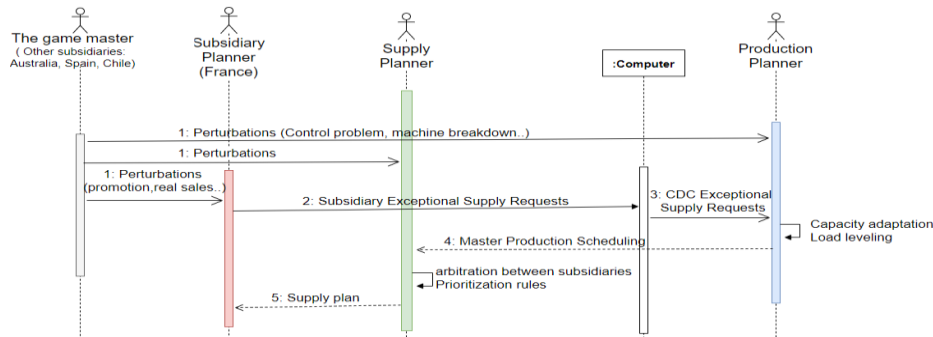 The game master
( Other subsidiaries:
Australia, Spain, Chile)
Subsidiary
Planner
(France)
Supply
Planner
:Computer
Production
Planner
1: Perturbations (Control problem, machine breakdown..)
1: Perturbations
1: Perturbations
(promotion,real sales..)
2: Subsidiary Exceptional Supply Requests
3: CDC Exceptional
Supply Requests
Capacity adaptation
Load leveling
4: Master Production Scheduling
arbitration between subsidiaries
Prioritization rules
5: Supply plan